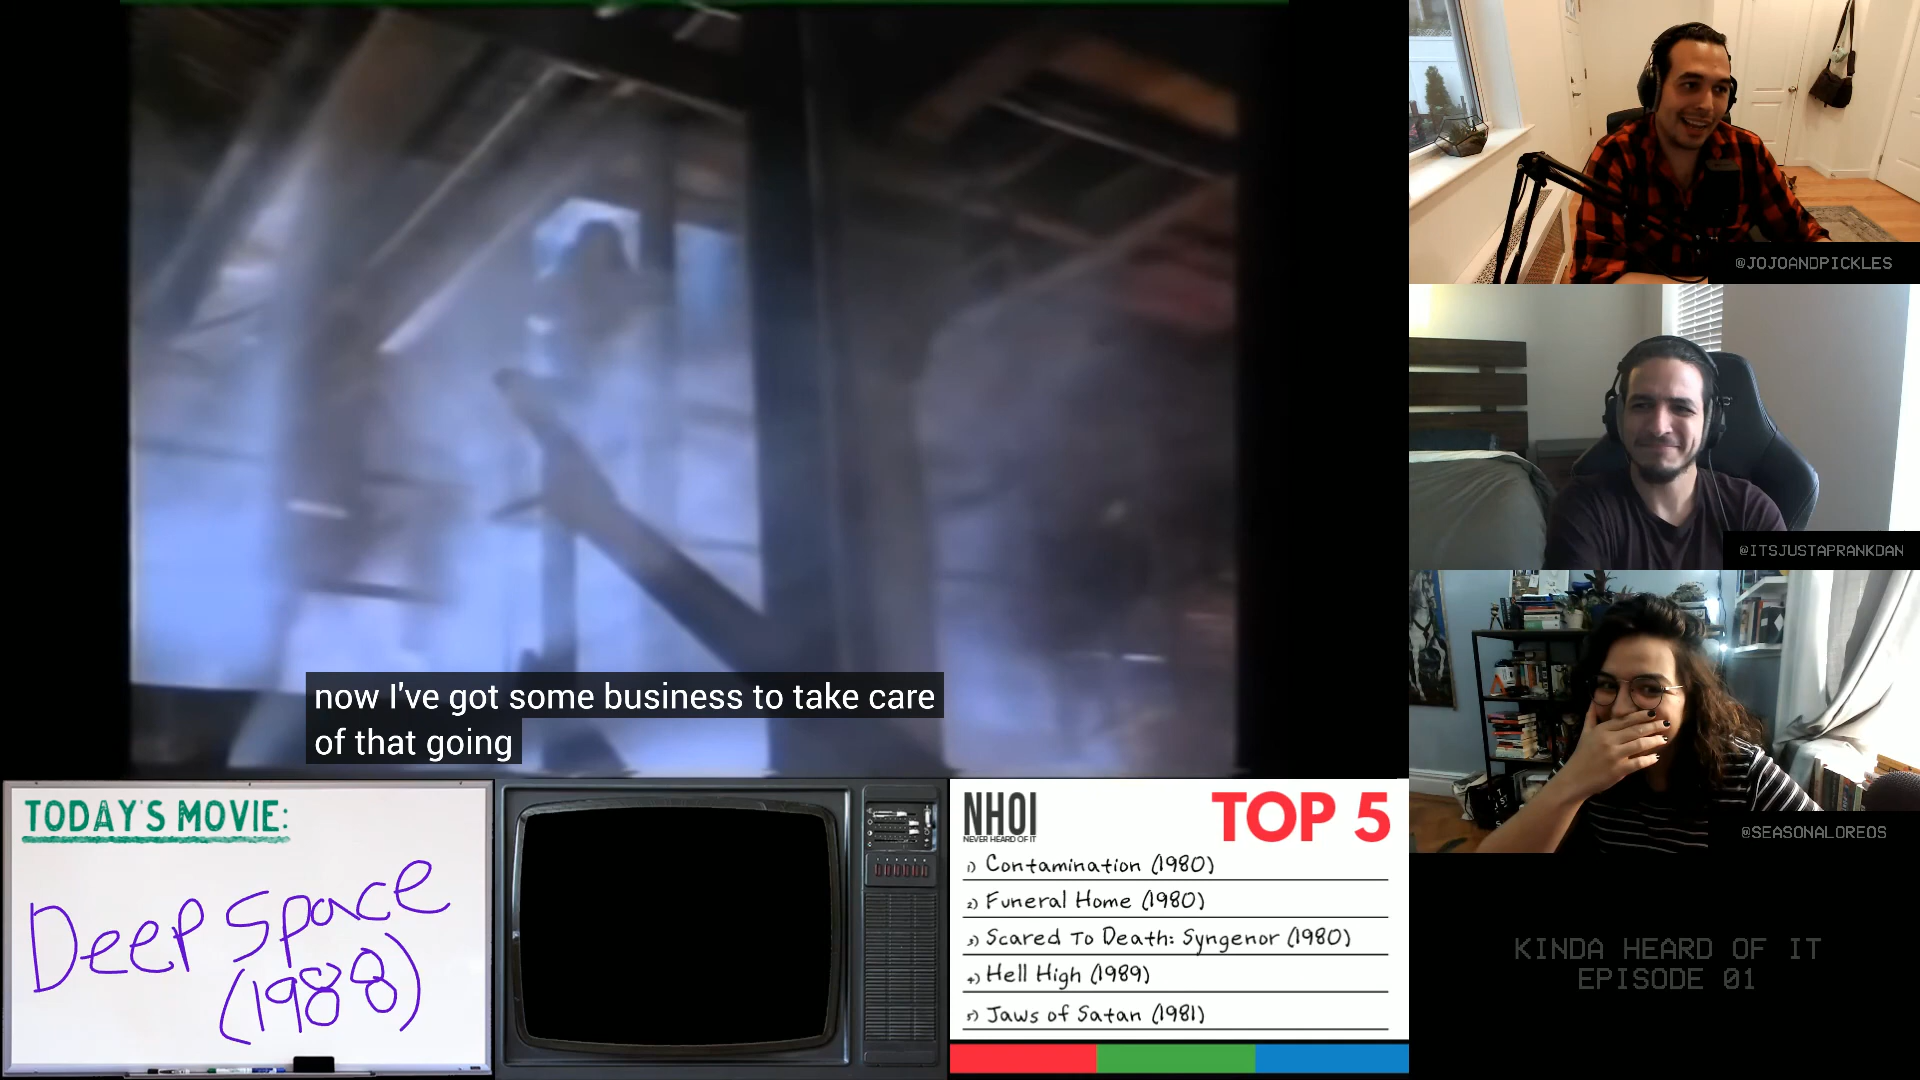 @JOJOANDPICKLES
@ITSJUSTAPRANKDAN
@SEASONALOREOS
now I've got some business to take care
of that going
TODAY'S MOVIE:
Deep Space
(1988)
NHOI
NEVER HEARD OF IT
TOP 5
1) Contamination (1980)
2) Funeral Home (1980)
3) Scared To Death: Syngenor (1980)
4) Hell High (1989)
5) Jaws of Satan (1981)
KINDA HEARD OF IT
EPISODE 01